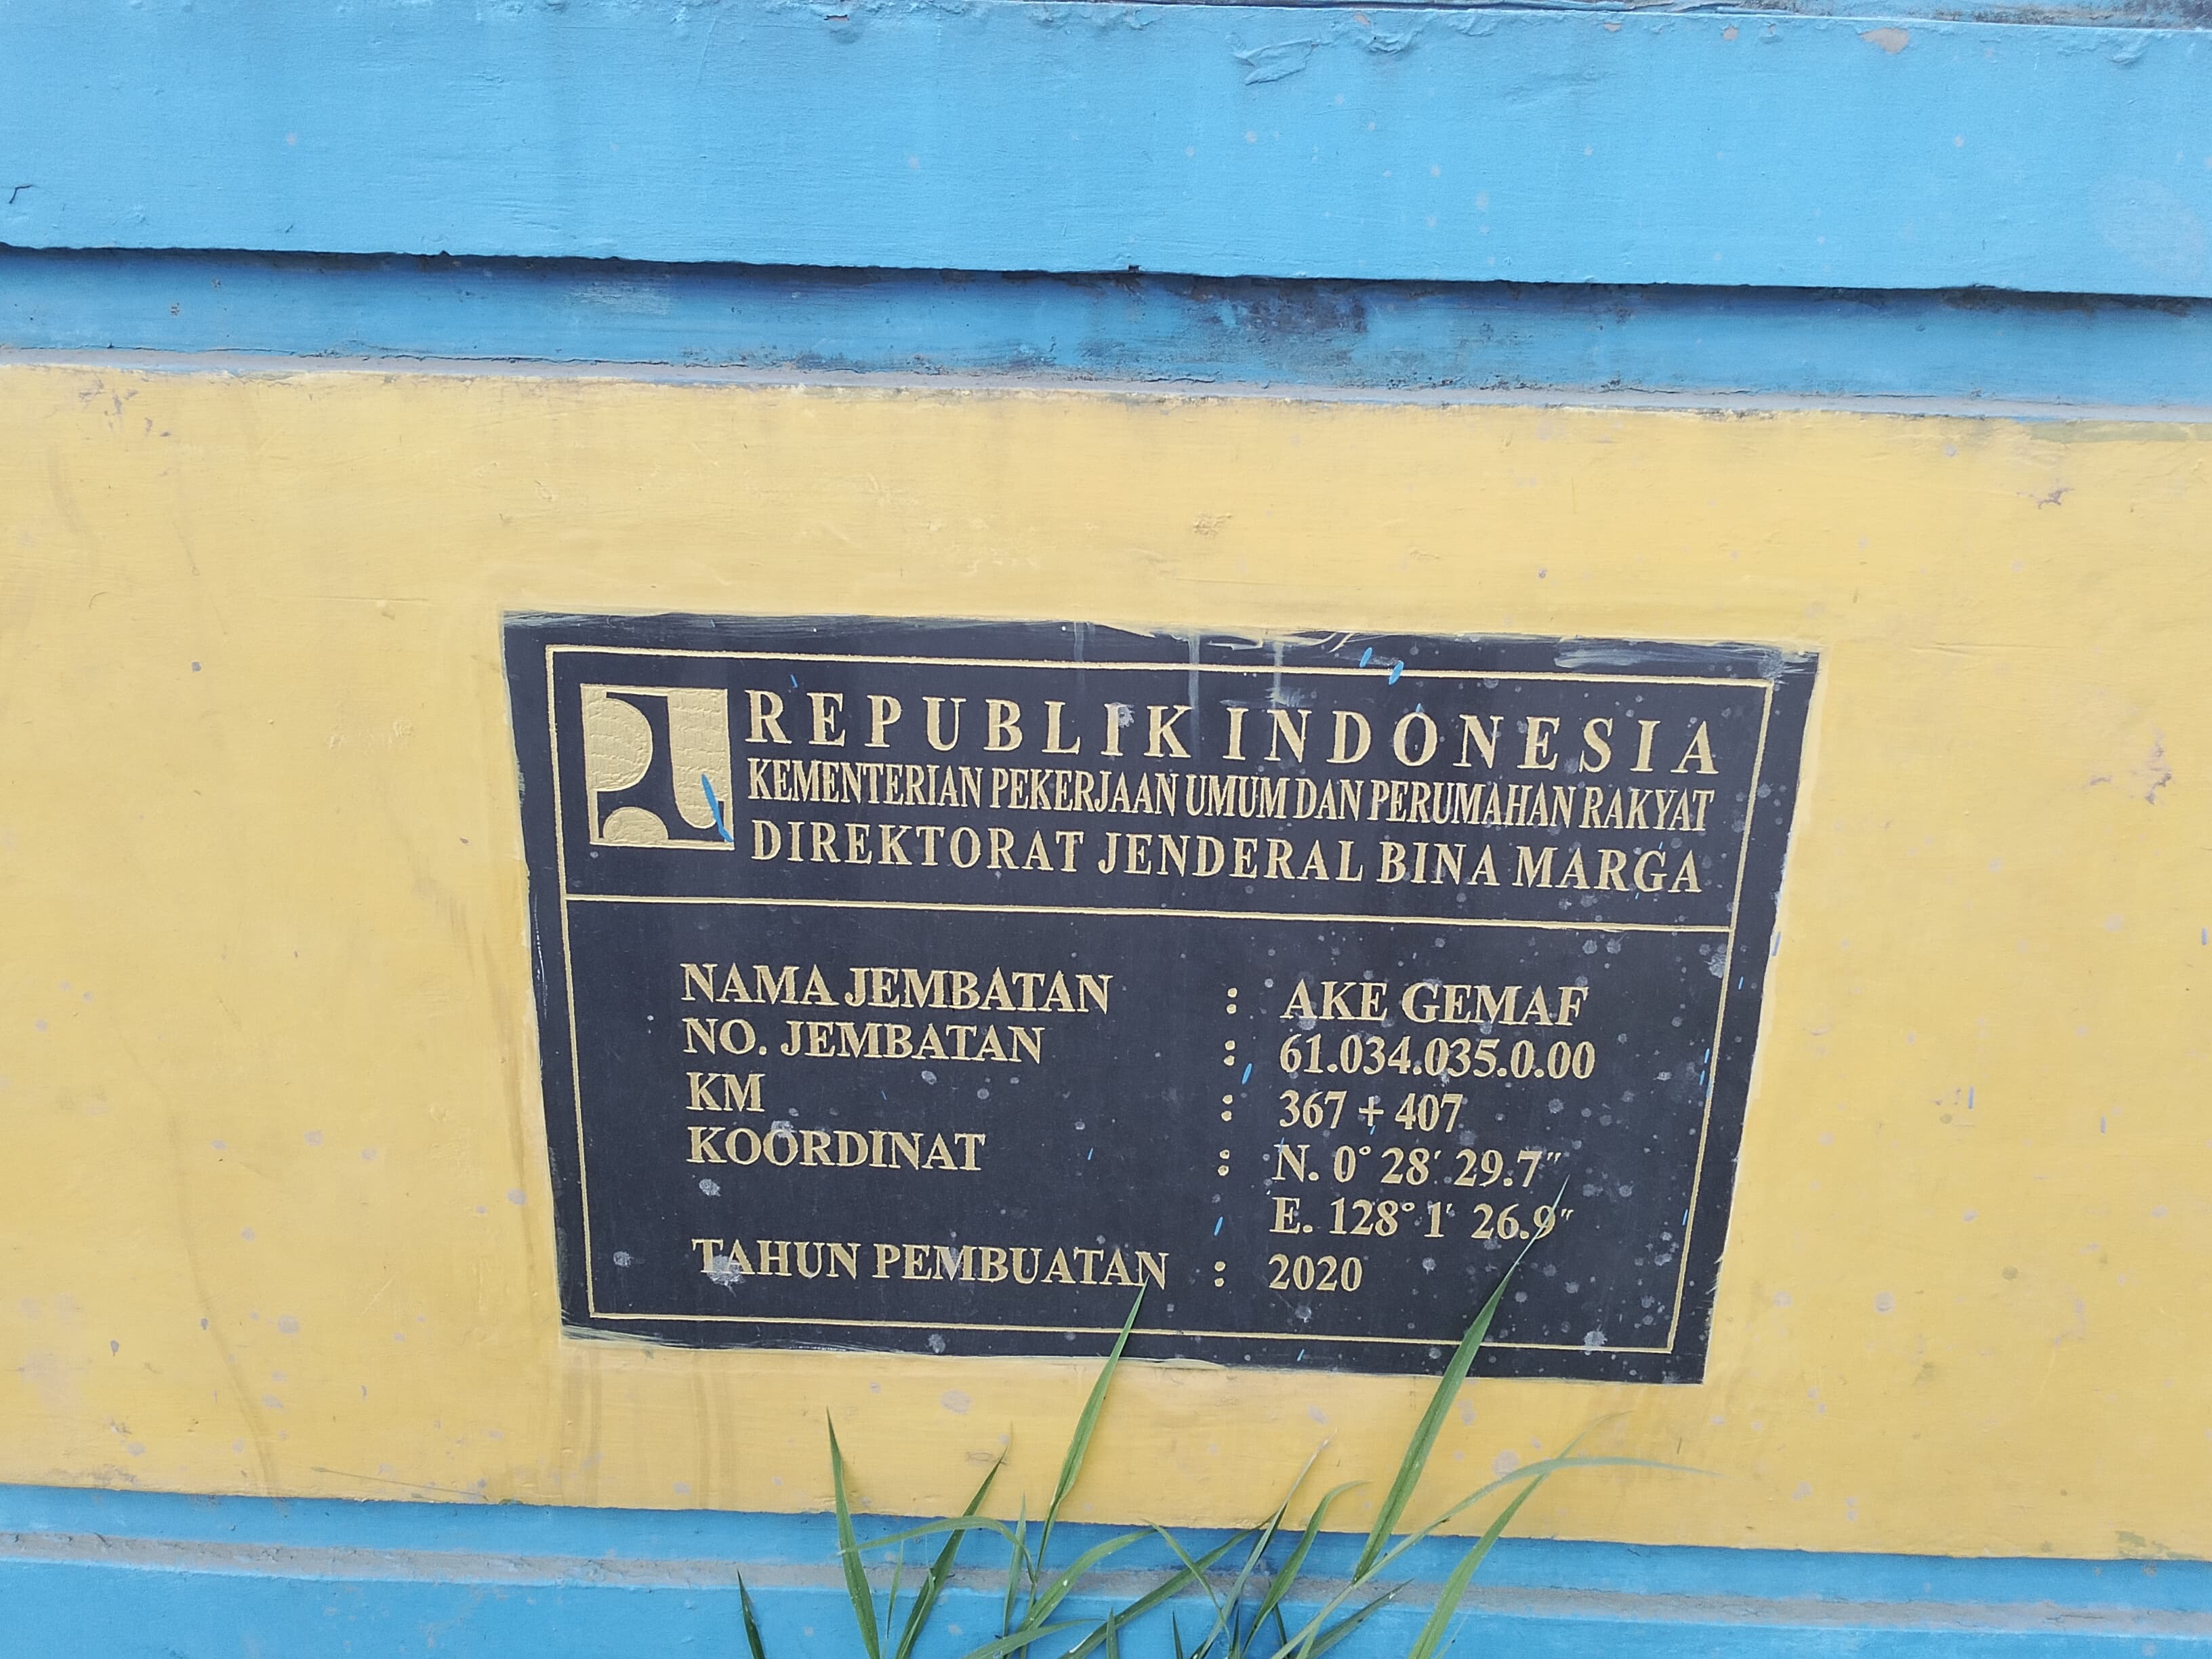 REPUBLIK INDONESIA
KEMENTERIAN PEKERJAAN UMUM DAN PERUMAHAN RAKYAT
DIREKTORAT JENDERAL BINA MARGA
NAMA JEMBATAN : AKE GEMAF
NO. JEMBATAN : 61.034.035.0.00
KM : 367 + 407
KOORDINAT : N. 0° 28' 29.7"
E. 128° 1' 26.9"
TAHUN PEMBUATAN : 2020